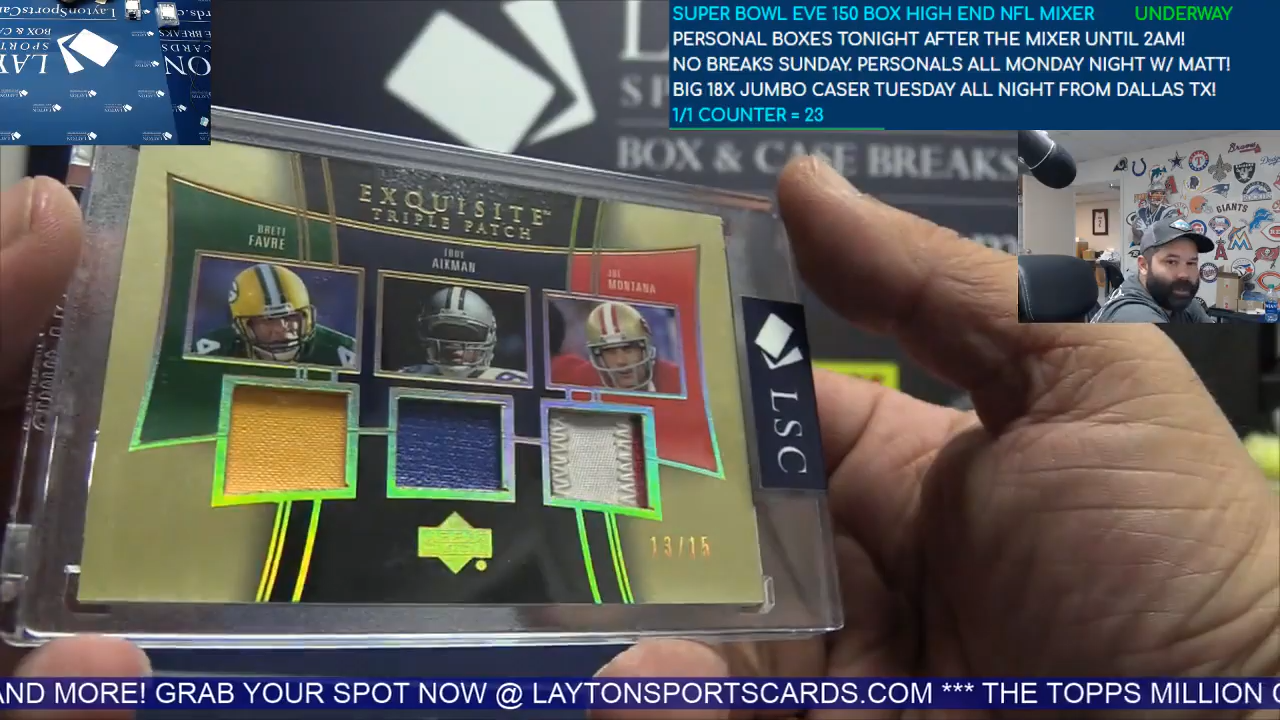 SUPER BOWL EVE 150 BOX HIGH END NFL MIXER UNDERWAY
PERSONAL BOXES TONIGHT AFTER THE MIXER UNTIL 2AM!
NO BREAKS SUNDAY. PERSONALS ALL MONDAY NIGHT W/ MATT!
BIG 18X JUMBO CASER TUESDAY ALL NIGHT FROM DALLAS TX!
1/1 COUNTER = 23
BOX & CASE BREAKS
EXQUISITE
TRIPLE PATCH
BRETT
FAVRE
TROY
AIKMAN
JOE
MONTANA
13/15
LSC
GIANTS
AND MORE! GRAB YOUR SPOT NOW @ LAYTONSPORTSCARDS.COM *** THE TOPPS MILLION